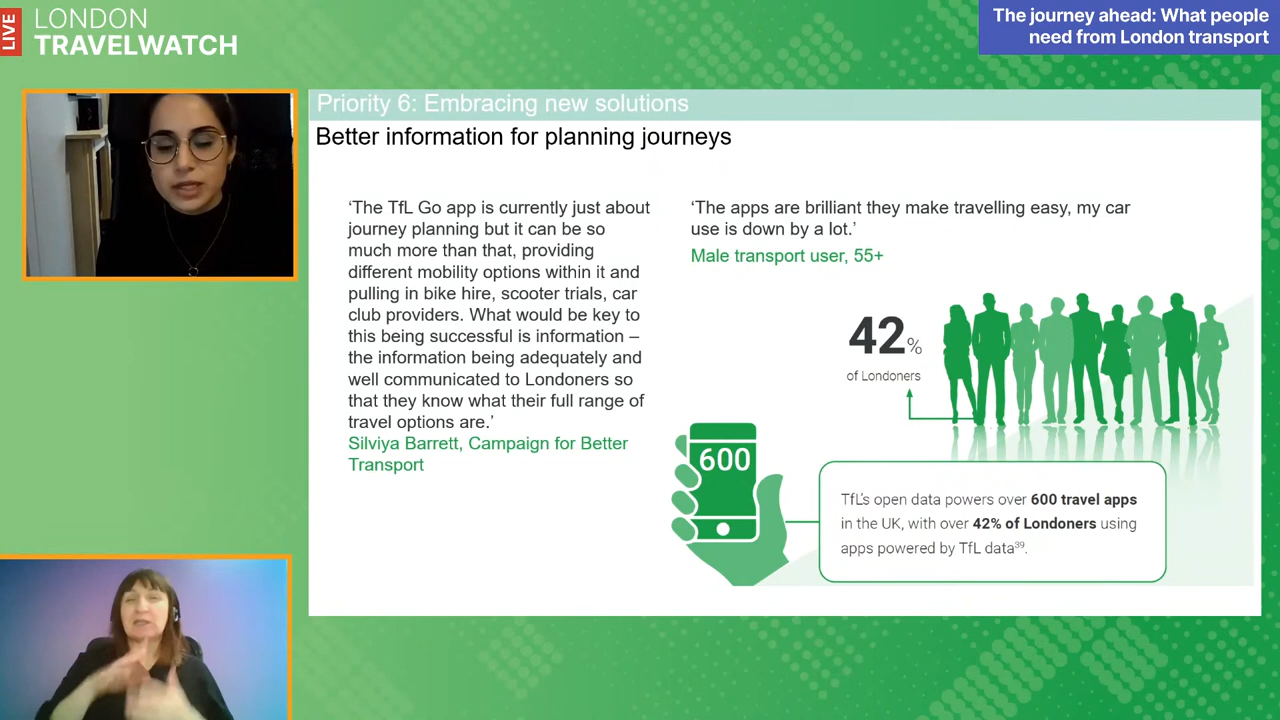 LIVE
LONDON
TRAVELWATCH
The journey ahead: What people
need from London transport
Priority 6: Embracing new solutions
Better information for planning journeys
‘The TfL Go app is currently just about
journey planning but it can be so
much more than that, providing
different mobility options within it and
pulling in bike hire, scooter trials, car
club providers. What would be key to
this being successful is information –
the information being adequately and
well communicated to Londoners so
that they know what their full range of
travel options are.’
Silviya Barrett, Campaign for Better
Transport
‘The apps are brilliant they make travelling easy, my car
use is down by a lot.’
Male transport user, 55+
42%
of Londoners
600
TfL’s open data powers over 600 travel apps
in the UK, with over 42% of Londoners using
apps powered by TfL data³⁹.